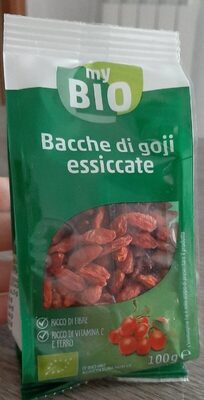 my
BIO
Bacche di goji
essiccate
RICCO DI FIBRE
RICCO DI VITAMINA C
E FERRO
100g e